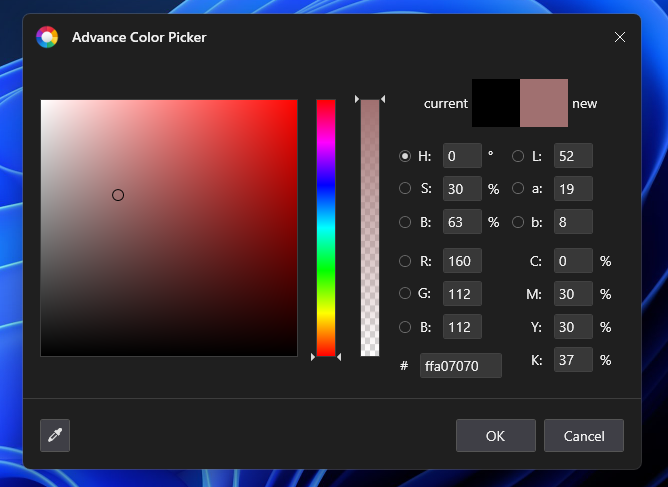 Advance Color Picker
current new
H: 0 ° L: 52
S: 30 % a: 19
B: 63 % b: 8
R: 160 C: 0 %
G: 112 M: 30 %
B: 112 Y: 30 %
K: 37 %
# ffa07070
OK Cancel